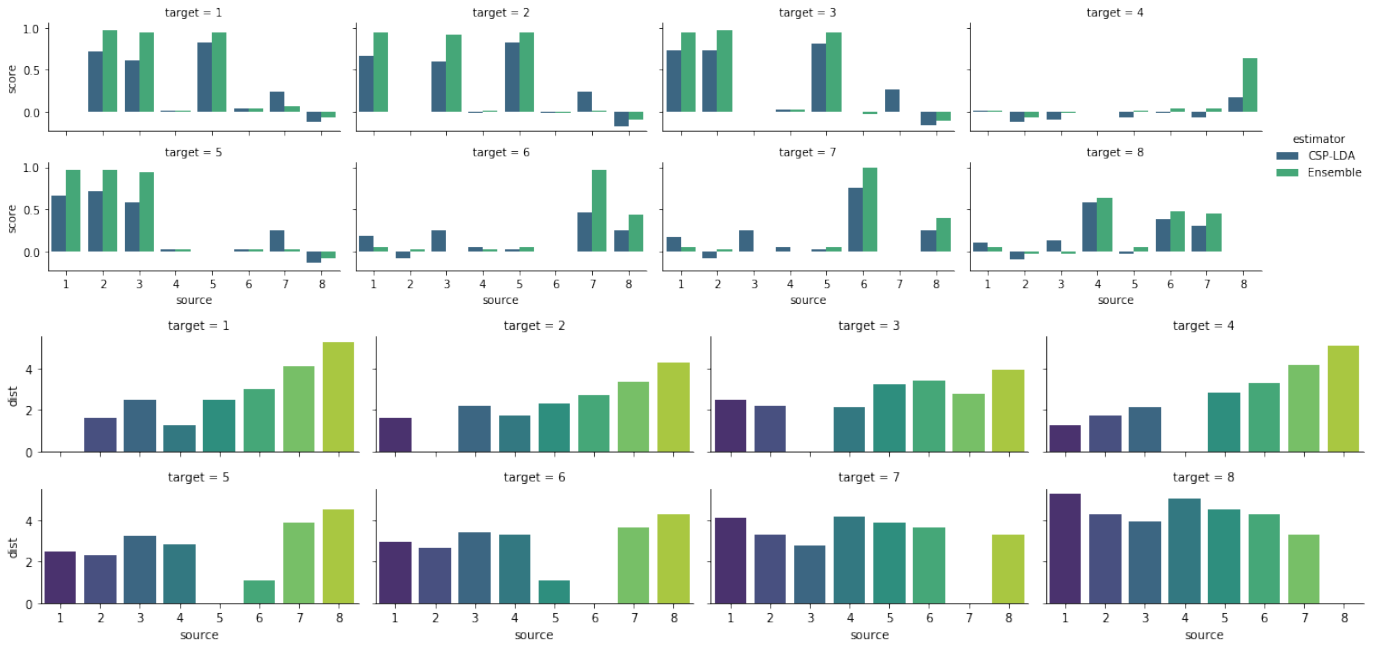 target = 1
target = 2
target = 3
target = 4
1.0
0.5
0.0
score
estimator
CSP-LDA
Ensemble
target = 5
target = 6
target = 7
target = 8
1.0
0.5
0.0
score
1 2 3 4 5 6 7 8
1 2 3 4 5 6 7 8
1 2 3 4 5 6 7 8
1 2 3 4 5 6 7 8
source
source
source
source
target = 1
target = 2
target = 3
target = 4
4
2
0
dist
target = 5
target = 6
target = 7
target = 8
4
2
0
dist
1 2 3 4 5 6 7 8
1 2 3 4 5 6 7 8
1 2 3 4 5 6 7 8
1 2 3 4 5 6 7 8
source
source
source
source